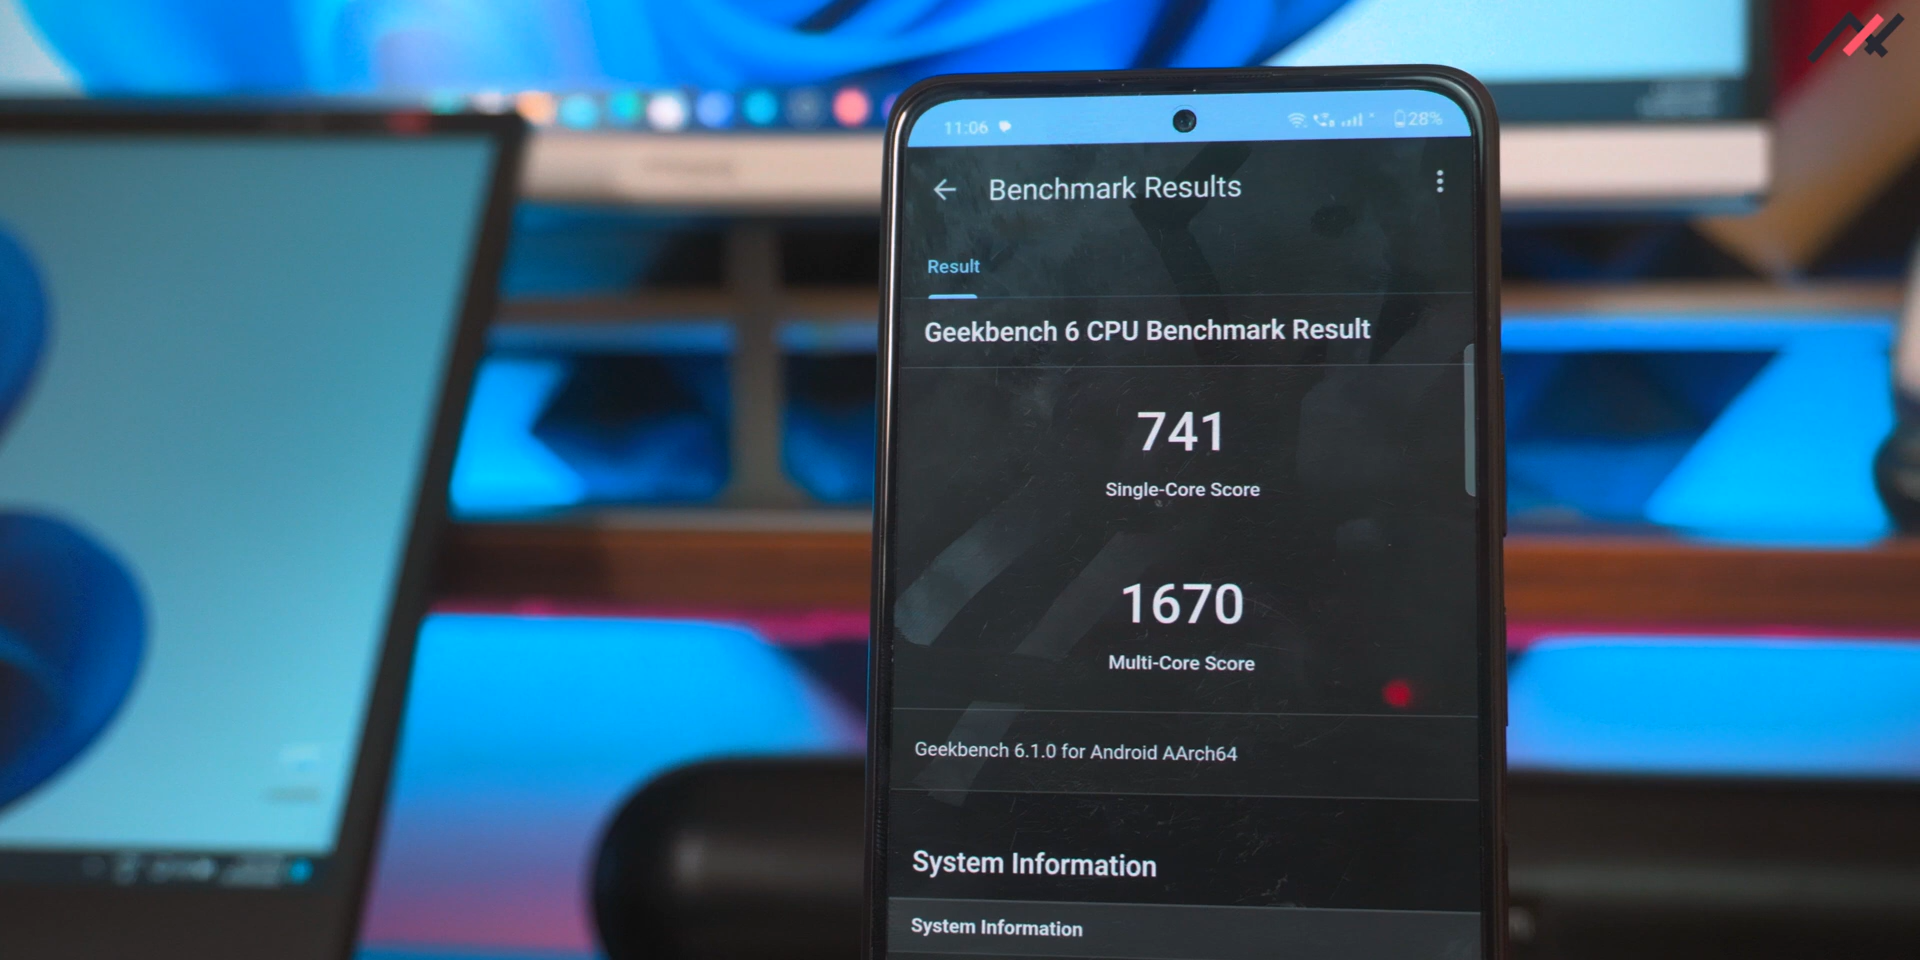 11:06
28%
Benchmark Results
Result
Geekbench 6 CPU Benchmark Result
741
Single-Core Score
1670
Multi-Core Score
Geekbench 6.1.0 for Android AArch64
System Information
System Information